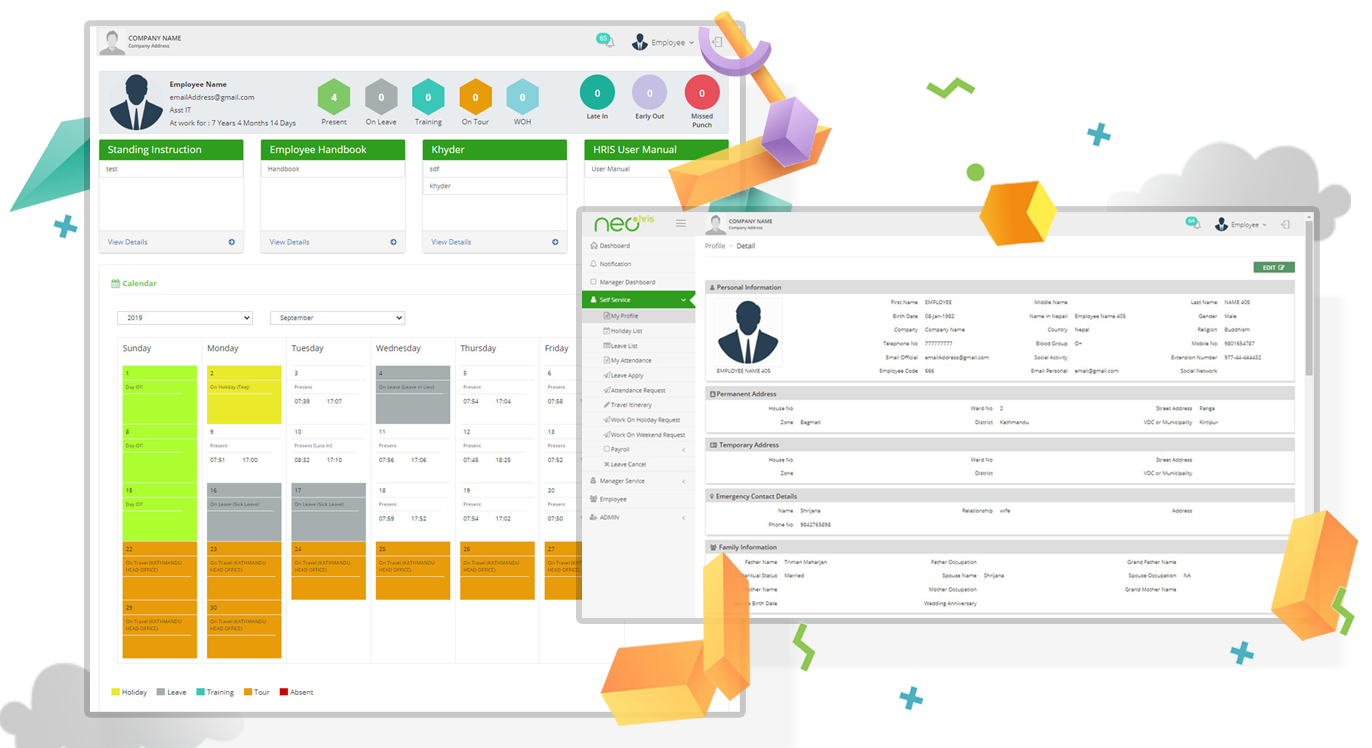 COMPANY NAME
Company Address
65
Employee
Employee Name
emailAddress@gmail.com
Asst IT
At work for : 7 Years 4 Months 14 Days
4 0 0 0 0 0 0 0
Present On Leave Training On Tour WOH Late In Early Out Missed Punch
Standing Instruction
test
View Details
Employee Handbook
Handbook
View Details
Khyder
sdf
khyder
View Details
HRIS User Manual
User Manual
Calendar
2019 September
Sunday Monday Tuesday Wednesday Thursday Friday
1 2 3 4 5 6
Day Off On Holiday (Teej) Present On Leave (Leave in Lieu) Present Present
07:39 17:07 07:54 17:04 07:58
8 9 10 11 12 13
Day Off Present Present (Late In) Present Present Present
07:51 17:00 08:32 17:10 07:56 17:06 07:45 18:25 07:52
15 16 17 18 19 20
Day Off On Leave (Sick Leave) On Leave (Sick Leave) Present Present Present
07:59 17:52 07:54 17:02 07:50
22 23 24 25 26 27
On Travel (KATHMANDU HEAD OFFICE) On Travel (KATHMANDU HEAD OFFICE) On Travel (KATHMANDU HEAD OFFICE) On Travel (KATHMANDU HEAD OFFICE) On Travel (KATHMANDU HEAD OFFICE)
29 30
On Travel (KATHMANDU HEAD OFFICE) On Travel (KATHMANDU HEAD OFFICE)
Holiday Leave Training Tour Absent
neo hris
Dashboard
Notification
Manager Dashboard
Self Service
My Profile
Holiday List
Leave List
My Attendance
Leave Apply
Attendance Request
Travel Itinerary
Work On Holiday Request
Work On Weekend Request
Payroll
Leave Cancel
Manager Service
Employee
ADMIN
COMPANY NAME
Company Address
Employee
Profile Detail
EDIT
Personal Information
EMPLOYEE NAME 405
First Name EMPLOYEE Middle Name Last Name NAME 405
Birth Date 08-Jan-1982 Name in Nepali Employee Name 405 Gender Male
Company Company Name Country Nepal Religion Buddhism
Telephone No 777777777 Blood Group O+ Mobile No 9801654787
Email Official emailAddress@gmail.com Social Activity Extension Number 977-44-444432
Employee Code 666 Email Personal email@gmail.com Social Network
Permanent Address
House No Ward No 2 Street Address Panga
Zone Bagmati District Kathmandu VDC or Municipality Kirtipur
Temporary Address
House No Ward No Street Address
Zone District VDC or Municipality
Emergency Contact Details
Name Shrijana Relationship wife Address
Phone No 9842765898
Family Information
Father Name Triman Maharjan Father Occupation Grand Father Name
Married Spouse Name Shrijana Spouse Occupation NA
Mother Occupation Grand Mother Name
Birth Date Wedding Anniversary